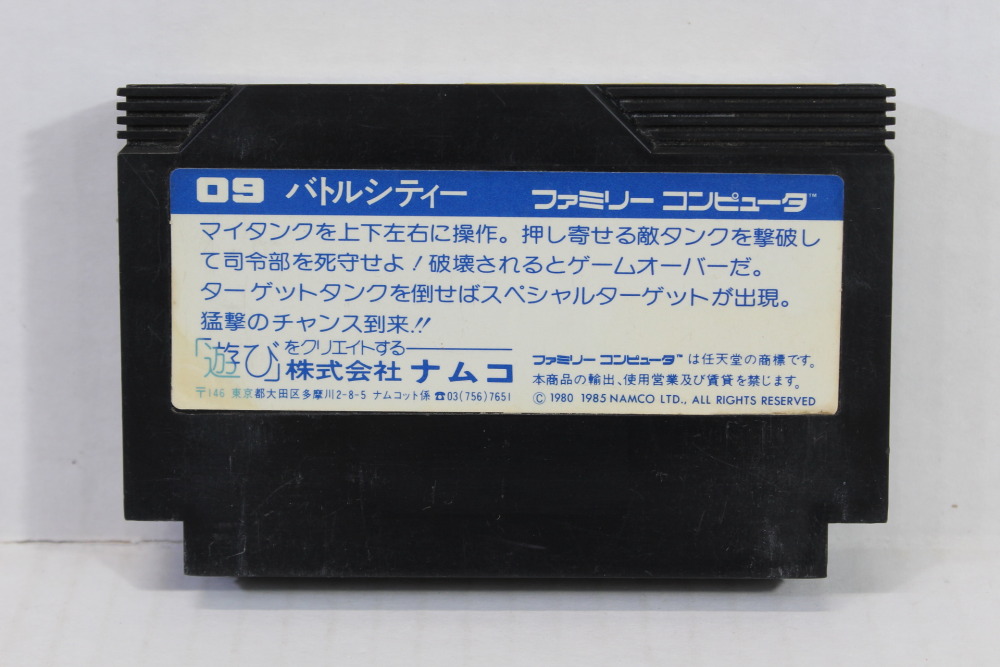 09 バトルシティー ファミリー コンピュータ™
マイタンクを上下左右に操作。押し寄せる敵タンクを撃破し
て司令部を死守せよ!破壊されるとゲームオーバーだ。
ターゲットタンクを倒せばスペシャルターゲットが出現。
猛撃のチャンス到来!!
「遊び」をクリエイトする
株式会社 ナムコ
〒146 東京都大田区多摩川2-8-5 ナムコット係 ☎03(756)7651
ファミリー コンピュータ™ は任天堂の商標です。
本商品の輸出、使用営業及び賃貸を禁じます。
© 1980 1985 NAMCO LTD., ALL RIGHTS RESERVED